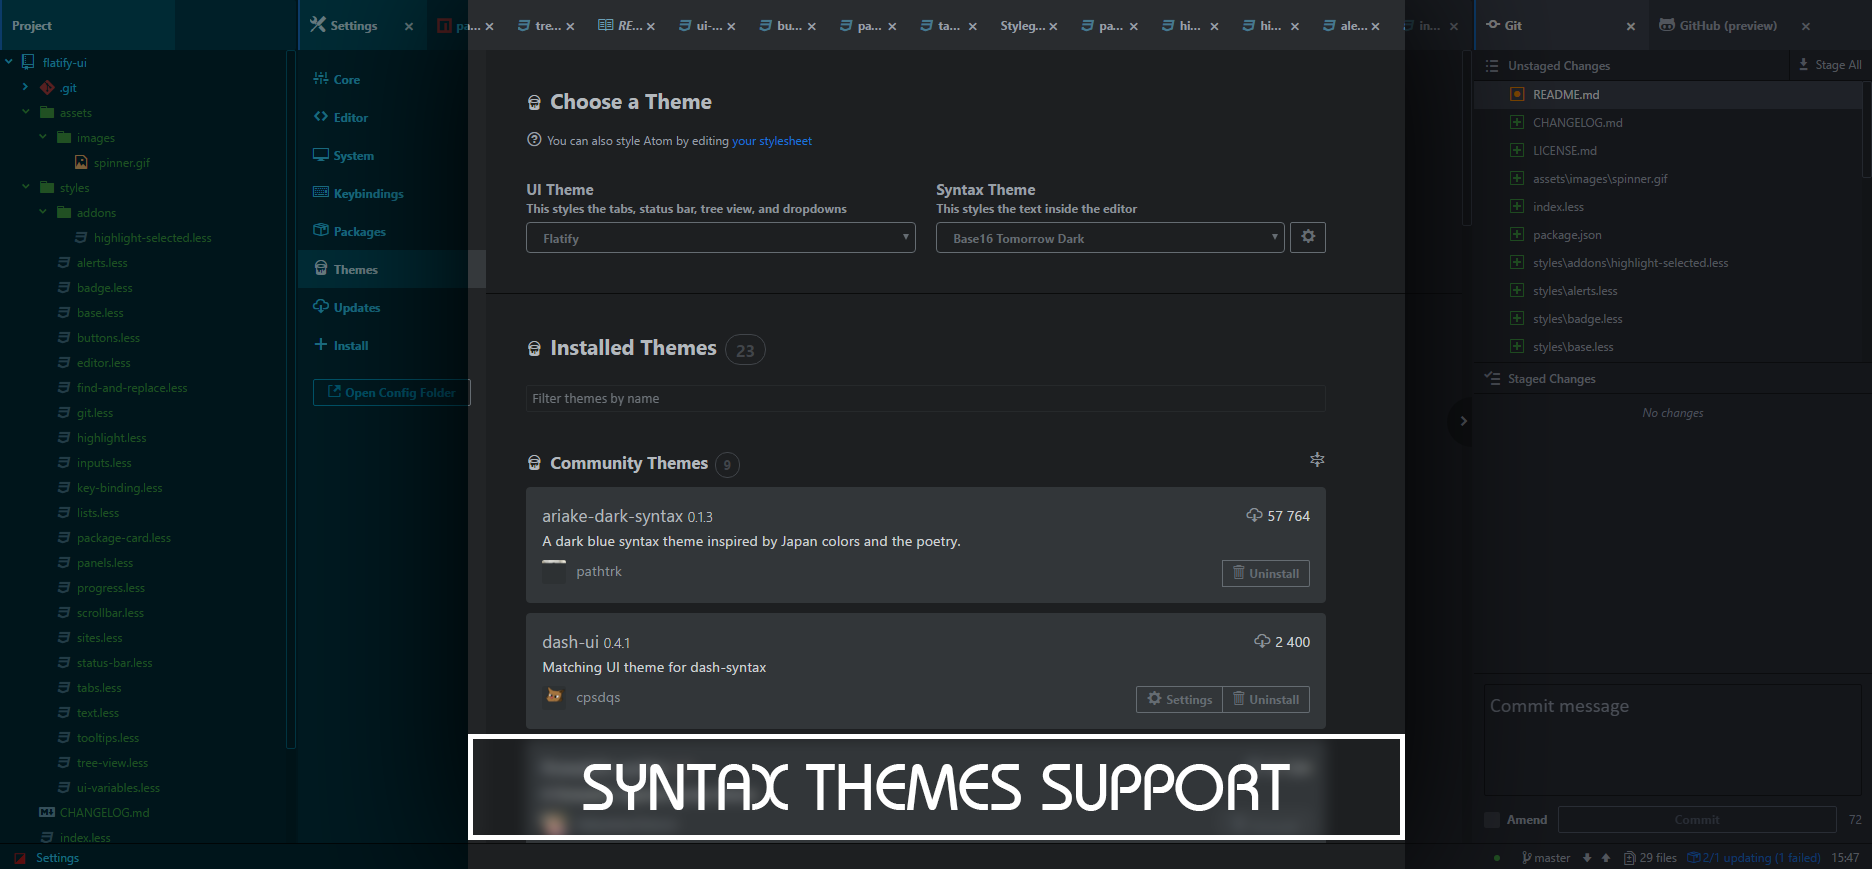 Project
flatify-ui
.git
assets
images
spinner.gif
styles
addons
highlight-selected.less
alerts.less
badge.less
base.less
buttons.less
editor.less
find-and-replace.less
git.less
highlight.less
inputs.less
key-binding.less
lists.less
package-card.less
panels.less
progress.less
scrollbar.less
sites.less
status-bar.less
tabs.less
text.less
tooltips.less
tree-view.less
ui-variables.less
CHANGELOG.md
index.less
Settings
Settings pa... tre... RE... ui-... bu... pa... ta... Styleg... pa... hi... hi... ale... in...
Core
Editor
System
Keybindings
Packages
Themes
Updates
Install
Open Config Folder
Choose a Theme
You can also style Atom by editing your stylesheet
UI Theme
This styles the tabs, status bar, tree view, and dropdowns
Flatify
Syntax Theme
This styles the text inside the editor
Base16 Tomorrow Dark
Installed Themes 23
Filter themes by name
Community Themes 9
ariake-dark-syntax 0.1.3 57 764
A dark blue syntax theme inspired by Japan colors and the poetry.
pathtrk Uninstall
dash-ui 0.4.1 2 400
Matching UI theme for dash-syntax
cpsdqs Settings Uninstall
SYNTAX THEMES SUPPORT
Git GitHub (preview)
Unstaged Changes Stage All
README.md
CHANGELOG.md
LICENSE.md
assets\images\spinner.gif
index.less
package.json
styles\addons\highlight-selected.less
styles\alerts.less
styles\badge.less
styles\base.less
Staged Changes
No changes
Commit message
Amend Commit 72
master 29 files 2/1 updating (1 failed) 15:47